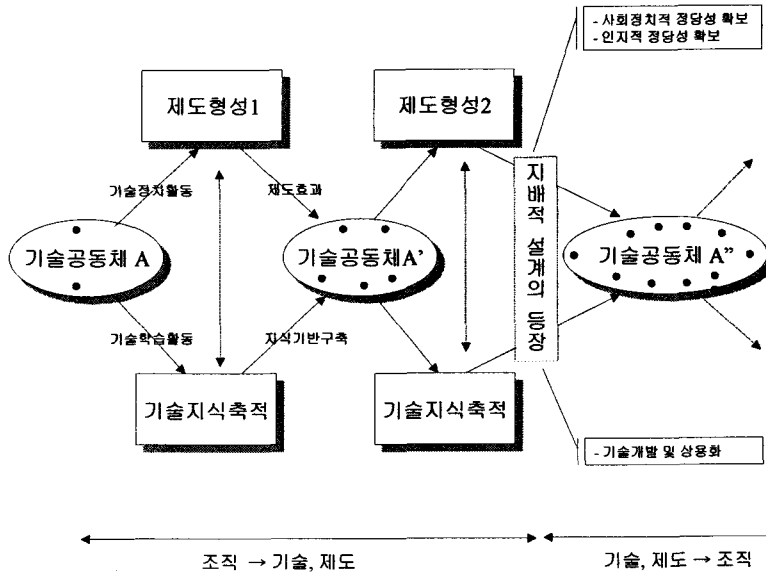 - 사회정치적 정당성 확보
- 인지적 정당성 확보
제도형성1
제도형성2
기술정치활동
제도효과
기술공동체 A
기술공동체A’
지배적 설계의 등장
기술공동체 A”
기술학습활동
지식기반구축
기술지식축적
기술지식축적
- 기술개발 및 상용화
조직 → 기술, 제도
기술, 제도 → 조직